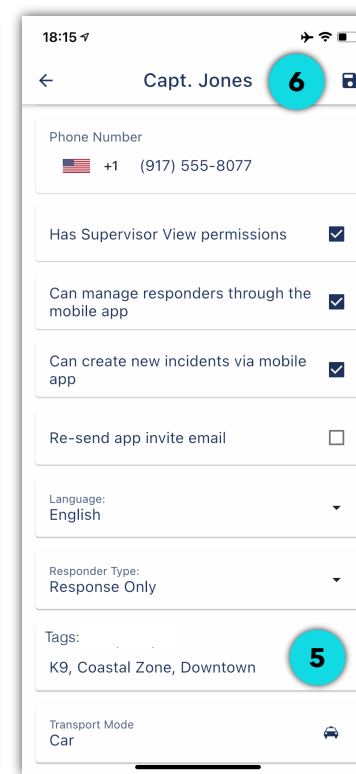 18:15
Capt. Jones
6
Phone Number
+1 (917) 555-8077
Has Supervisor View permissions
Can manage responders through the
mobile app
Can create new incidents via mobile
app
Re-send app invite email
Language:
English
Responder Type:
Response Only
Tags:
K9, Coastal Zone, Downtown
5
Transport Mode
Car